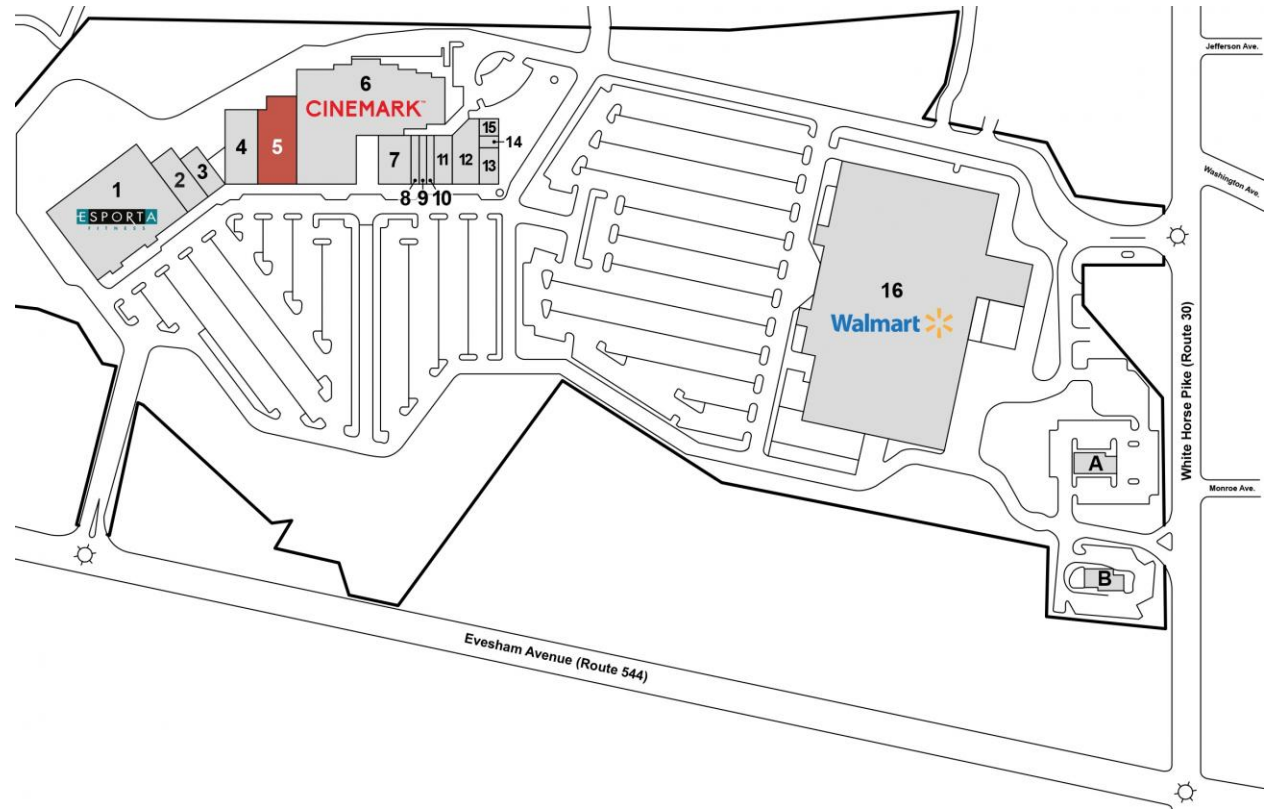 Jefferson Ave.
6
CINEMARK
15
14
4
5
7
11
12
13
3
2
1
8
9
10
ESPORTA
FITNESS
Washington Ave.
16
Walmart
White Horse Pike (Route 30)
A
Monroe Ave.
B
Evesham Avenue (Route 544)